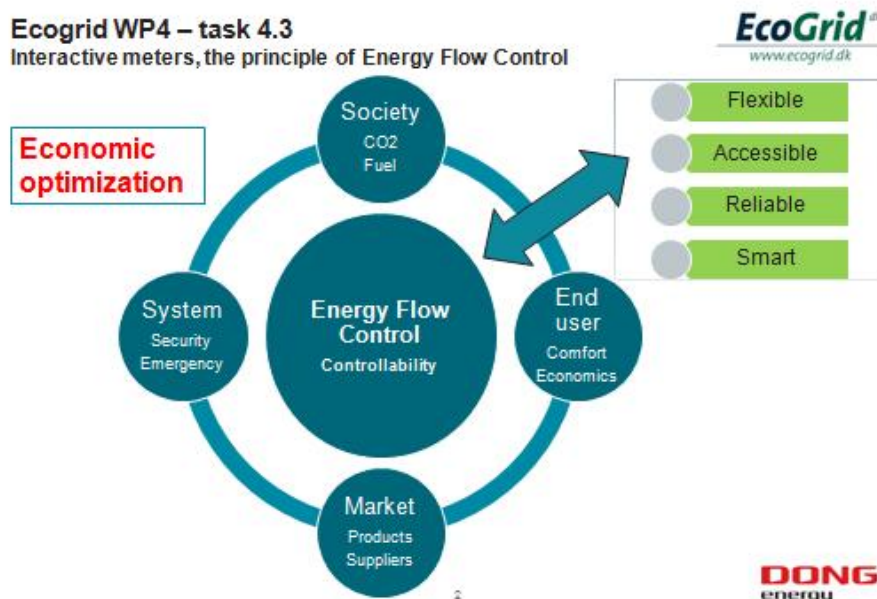 Ecogrid WP4 – task 4.3
Interactive meters, the principle of Energy Flow Control
EcoGrid
www.ecogrid.dk
Economic
optimization
Society
CO2
Fuel
Flexible
Accessible
Reliable
Smart
System
Security
Emergency
Energy Flow
Control
Controllability
End
user
Comfort
Economics
Market
Products
Suppliers
2
DONG
energy